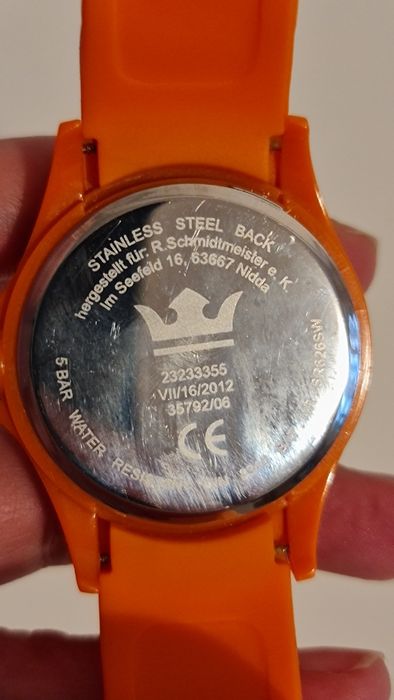 STAINLESS STEEL BACK
hergestellt für: R.Schmidtmeister e. K.
Im Seefeld 16, 63667 Nidda
23233355
VII/16/2012
35792/06
CE
5 BAR WATER